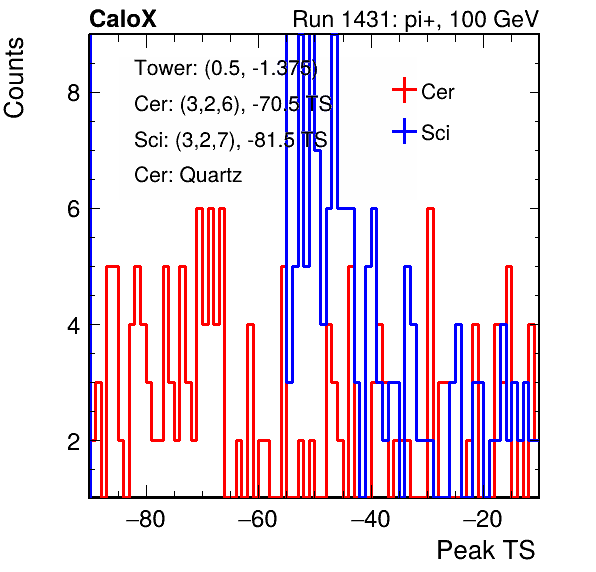 CaloX Run 1431: pi+, 100 GeV
Counts
Tower: (0.5, -1.375)
Cer: (3,2,6), -70.5 TS
Sci: (3,2,7), -81.5 TS
Cer: Quartz
Cer
Sci
8
6
4
2
−80 −60 −40 −20
Peak TS